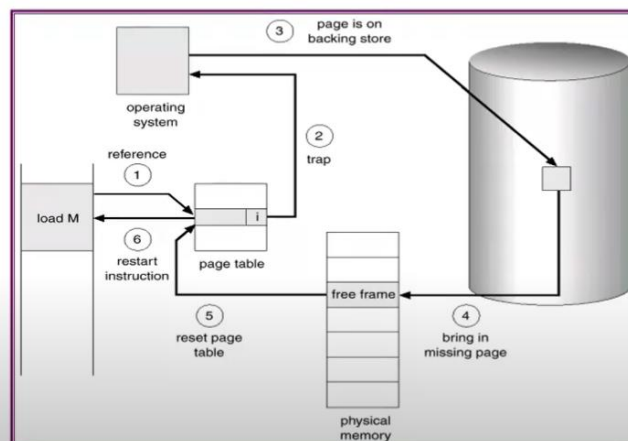 3
page is on
backing store
operating
system
2
trap
reference
1
load M
i
6
restart
instruction
page table
free frame
5
reset page
table
4
bring in
missing page
physical
memory